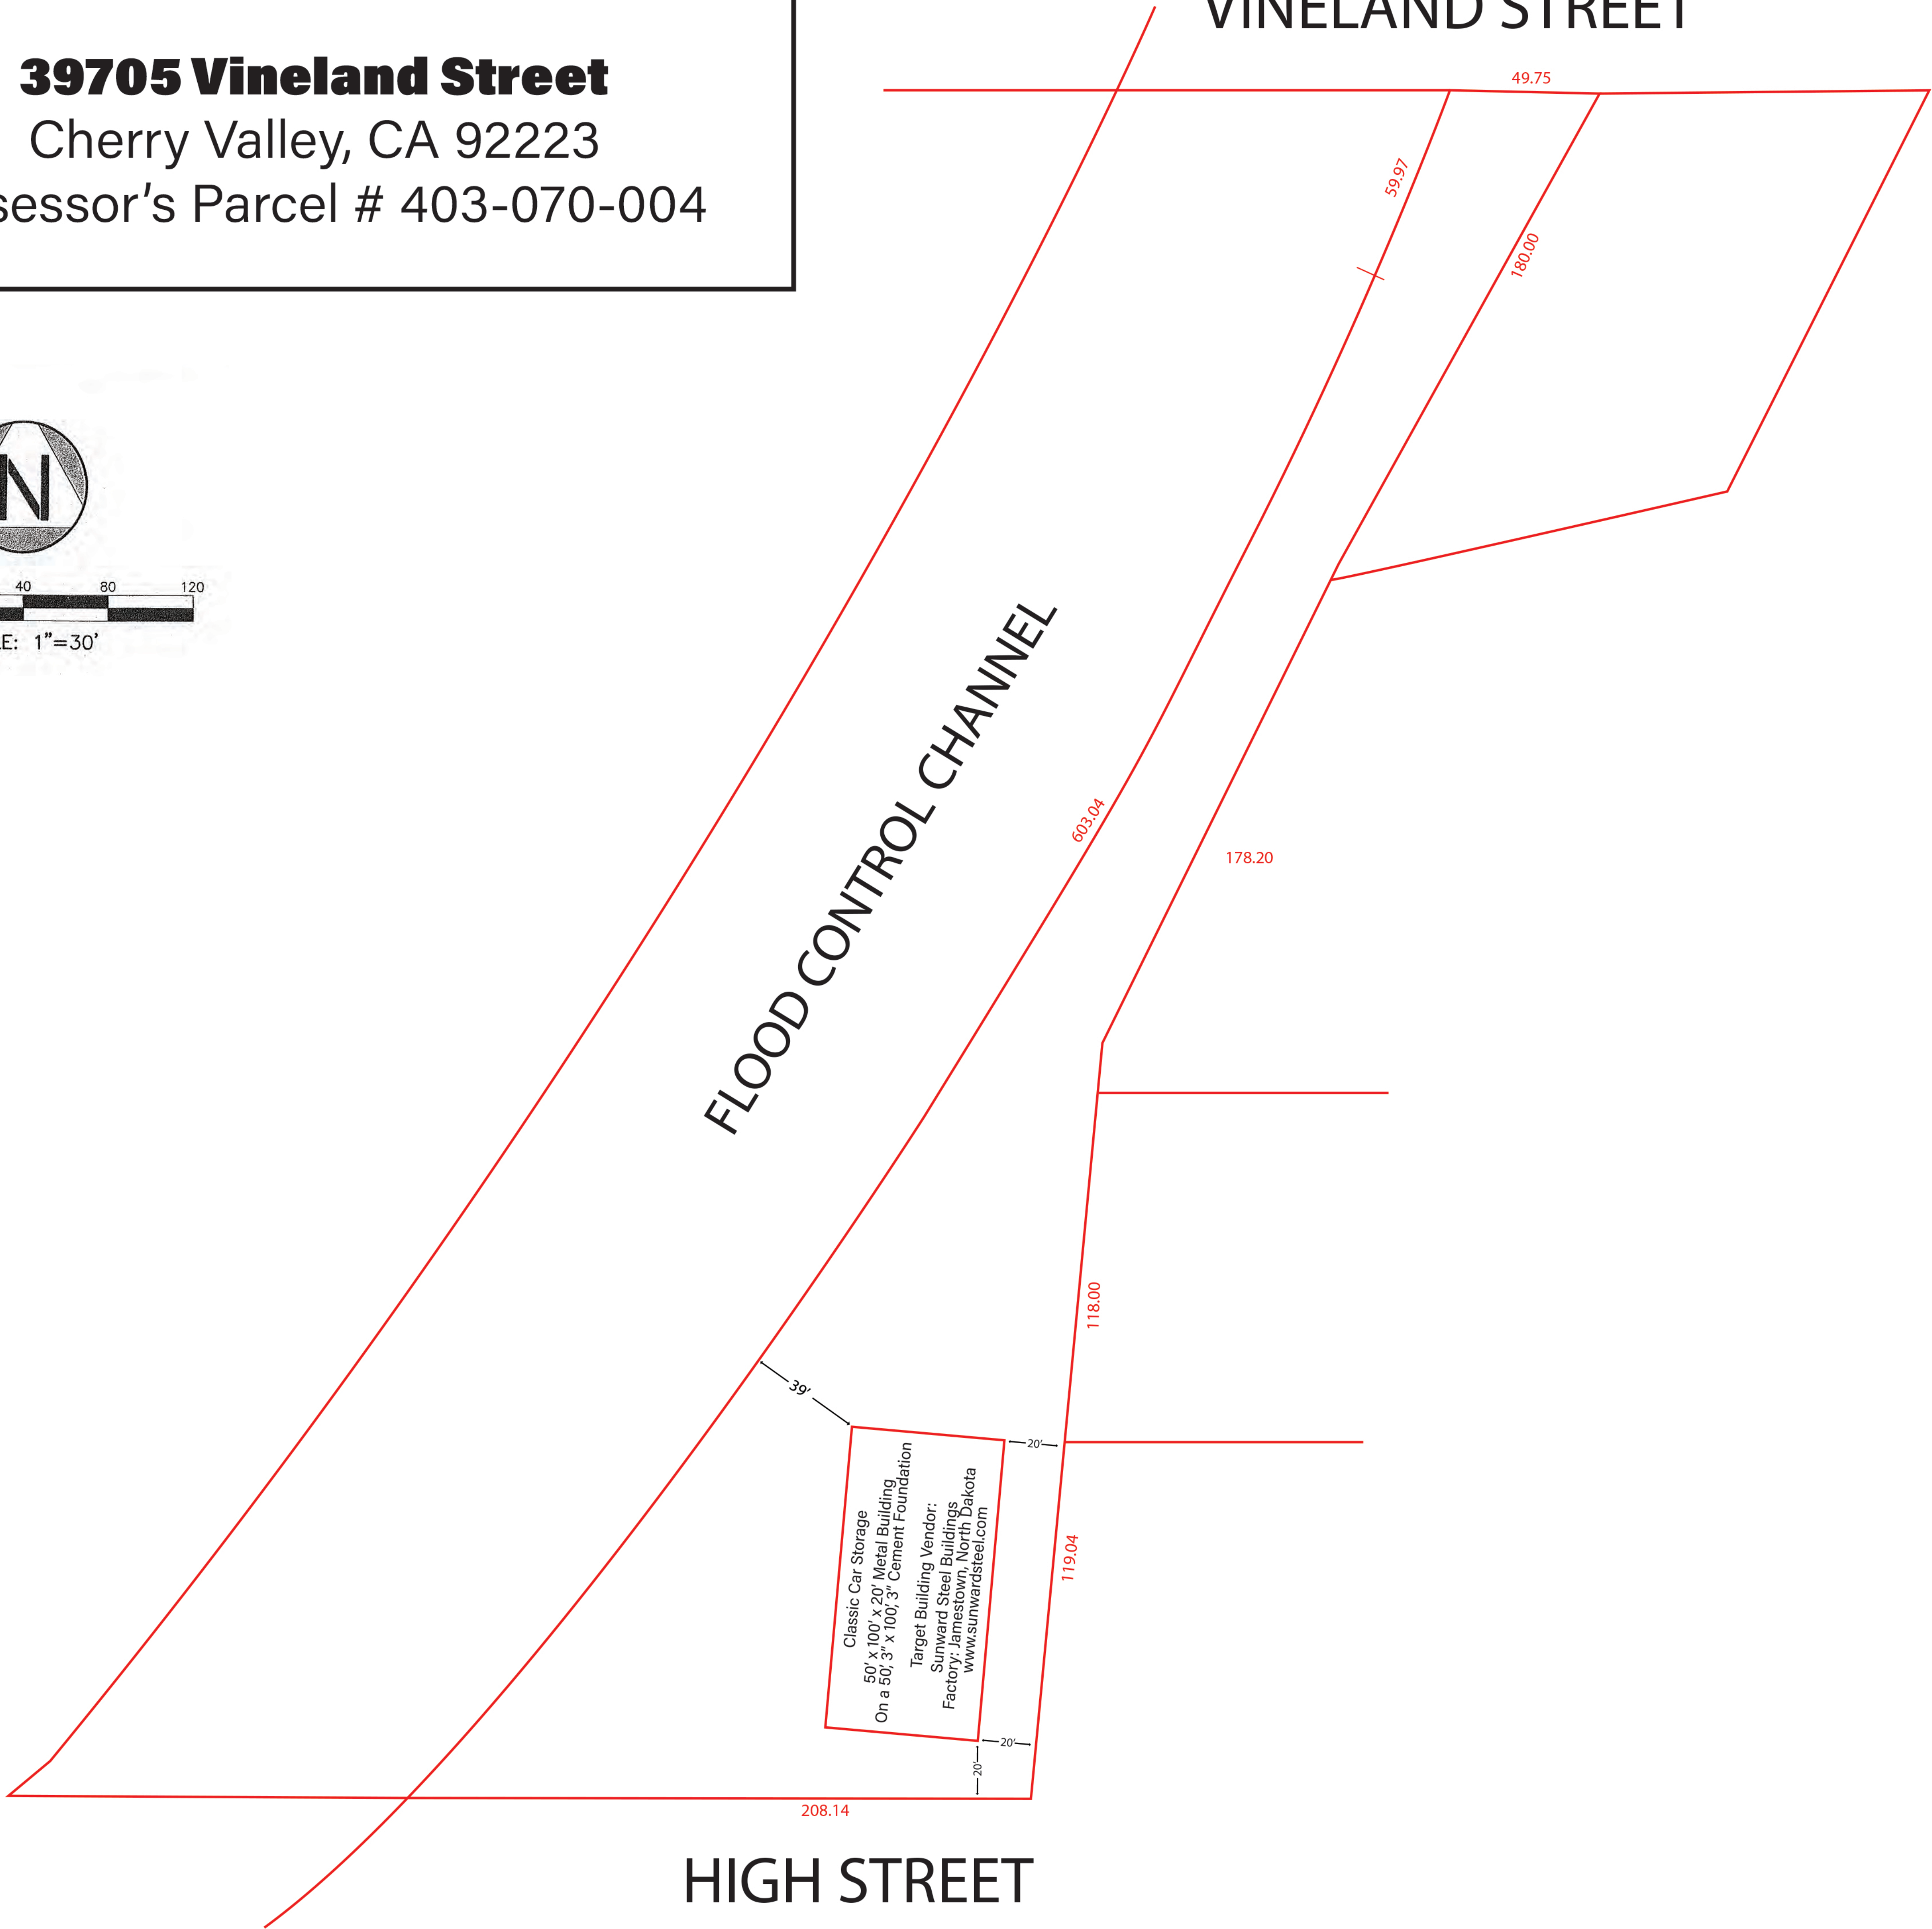 VINELAND STREET
39705 Vineland Street
Cherry Valley, CA 92223
sessor's Parcel # 403-070-004
49.75
59.97
180.00
N
40 80 120
E: 1"=30'
FLOOD CONTROL CHANNEL
603.04
178.20
118.00
39'
20'
Classic Car Storage
50' x 100' x 20' Metal Building
On a 50', 3" x 100', 3" Cement Foundation
Target Building Vendor:
Sunward Steel Buildings
Factory: Jamestown, North Dakota
www.sunwardsteel.com
119.04
20'
20'
208.14
HIGH STREET